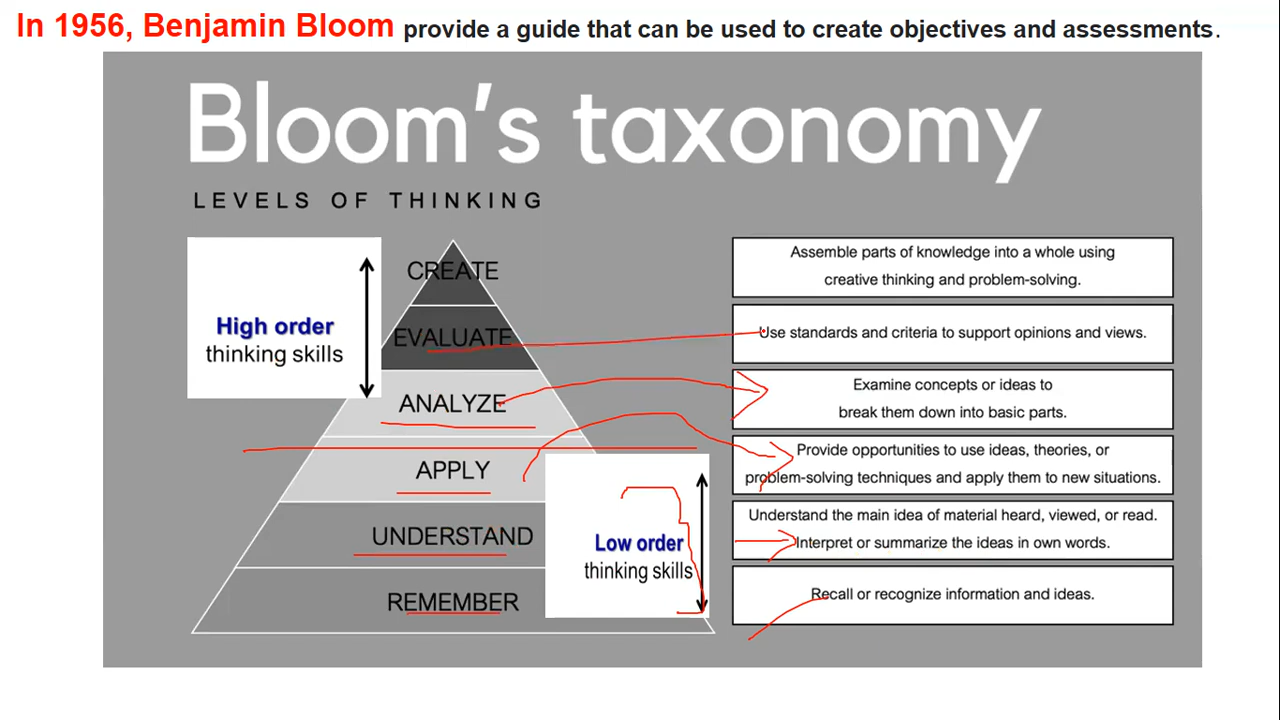 In 1956, Benjamin Bloom provide a guide that can be used to create objectives and assessments.
Bloom's taxonomy
LEVELS OF THINKING
High order
thinking skills
CREATE
Assemble parts of knowledge into a whole using
creative thinking and problem-solving.
EVALUATE
Use standards and criteria to support opinions and views.
ANALYZE
Examine concepts or ideas to
break them down into basic parts.
APPLY
Provide opportunities to use ideas, theories, or
problem-solving techniques and apply them to new situations.
Low order
thinking skills
UNDERSTAND
Understand the main idea of material heard, viewed, or read.
Interpret or summarize the ideas in own words.
REMEMBER
Recall or recognize information and ideas.